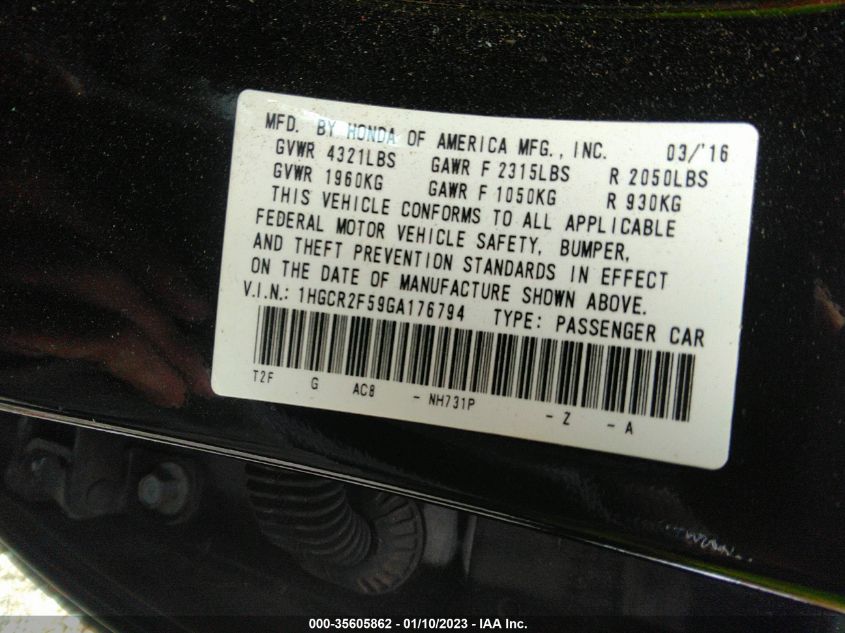 MFD. BY HONDA OF AMERICA MFG., INC. 03/'16
GVWR 4321LBS GAWR F 2315LBS R 2050LBS
GVWR 1960KG GAWR F 1050KG R 930KG
THIS VEHICLE CONFORMS TO ALL APPLICABLE
FEDERAL MOTOR VEHICLE SAFETY, BUMPER,
AND THEFT PREVENTION STANDARDS IN EFFECT
ON THE DATE OF MANUFACTURE SHOWN ABOVE.
V.I.N.: 1HGCR2F59GA176794 TYPE: PASSENGER CAR
T2F G AC8 - NH731P - Z - A
000-35605862 - 01/10/2023 - IAA Inc.